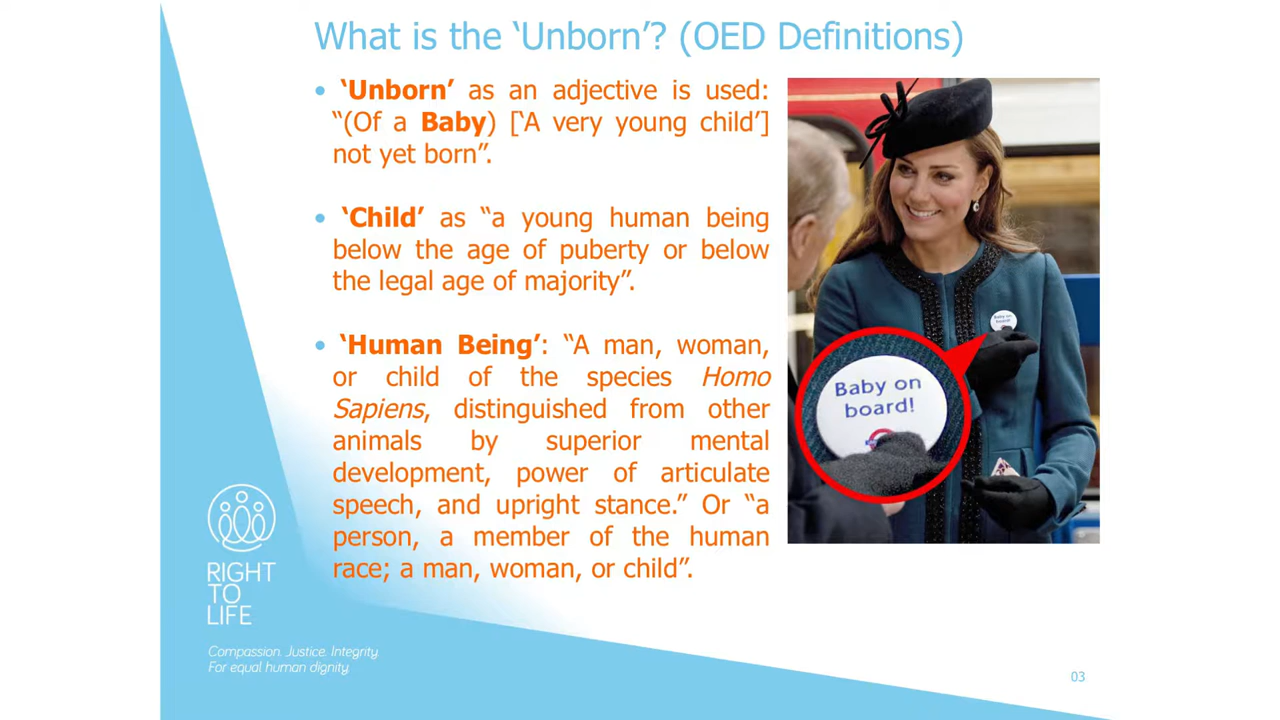 What is the ‘Unborn’? (OED Definitions)
• ‘Unborn’ as an adjective is used:
“(Of a Baby) [‘A very young child’]
not yet born”.
• ‘Child’ as “a young human being
below the age of puberty or below
the legal age of majority”.
• ‘Human Being’: “A man, woman,
or child of the species Homo
Sapiens, distinguished from other
animals by superior mental
development, power of articulate
speech, and upright stance.” Or “a
person, a member of the human
race; a man, woman, or child”.
Baby on
board!
Baby on
board!
RIGHT
TO
LIFE
Compassion. Justice. Integrity.
For equal human dignity.
03